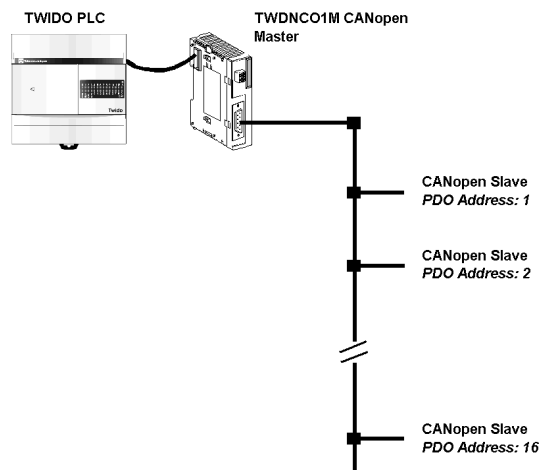 TWIDO PLC
TWDNCO1M CANopen
Master
Twido
CANopen Slave
PDO Address: 1
CANopen Slave
PDO Address: 2
CANopen Slave
PDO Address: 16